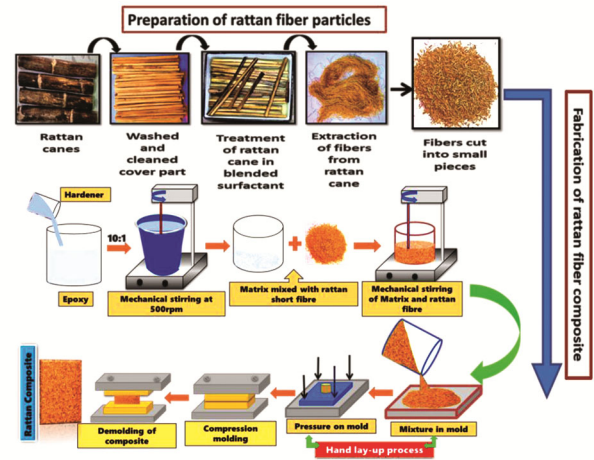 Preparation of rattan fiber particles
Rattan
canes
Washed
and
cleaned
cover part
Treatment
of rattan
cane in
blended
surfactant
Extraction
of fibers
from
rattan
cane
Fibers cut
into small
pieces
Fabrication of rattan fiber composite
Hardener
10:1
Epoxy
Mechanical stirring at
500rpm
Matrix mixed with rattan
short fibre
Mechanical stirring
of Matrix and rattan
fibre
Rattan Composite
Demolding of
composite
Compression
molding
Pressure on mold
Mixture in mold
Hand lay-up process